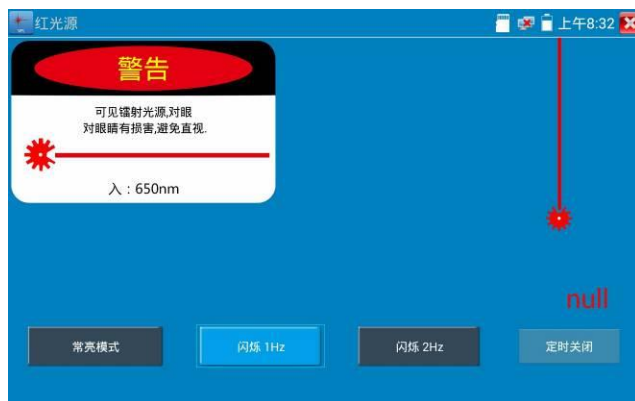 红光源
上午8:32
警告
可见镭射光源,对眼
对眼睛有损害,避免直视.
入：650nm
null
常亮模式
闪烁 1Hz
闪烁 2Hz
定时关闭